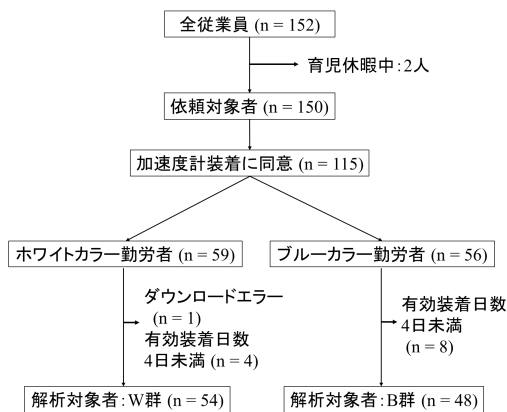 全従業員 (n = 152)
育児休暇中:2人
依頼対象者 (n = 150)
加速度計装着に同意 (n = 115)
ホワイトカラー勤労者 (n = 59)
ブルーカラー勤労者 (n = 56)
ダウンロードエラー
(n = 1)
有効装着日数
4日未満 (n = 4)
有効装着日数
4日未満
(n = 8)
解析対象者:W群 (n = 54)
解析対象者:B群 (n = 48)